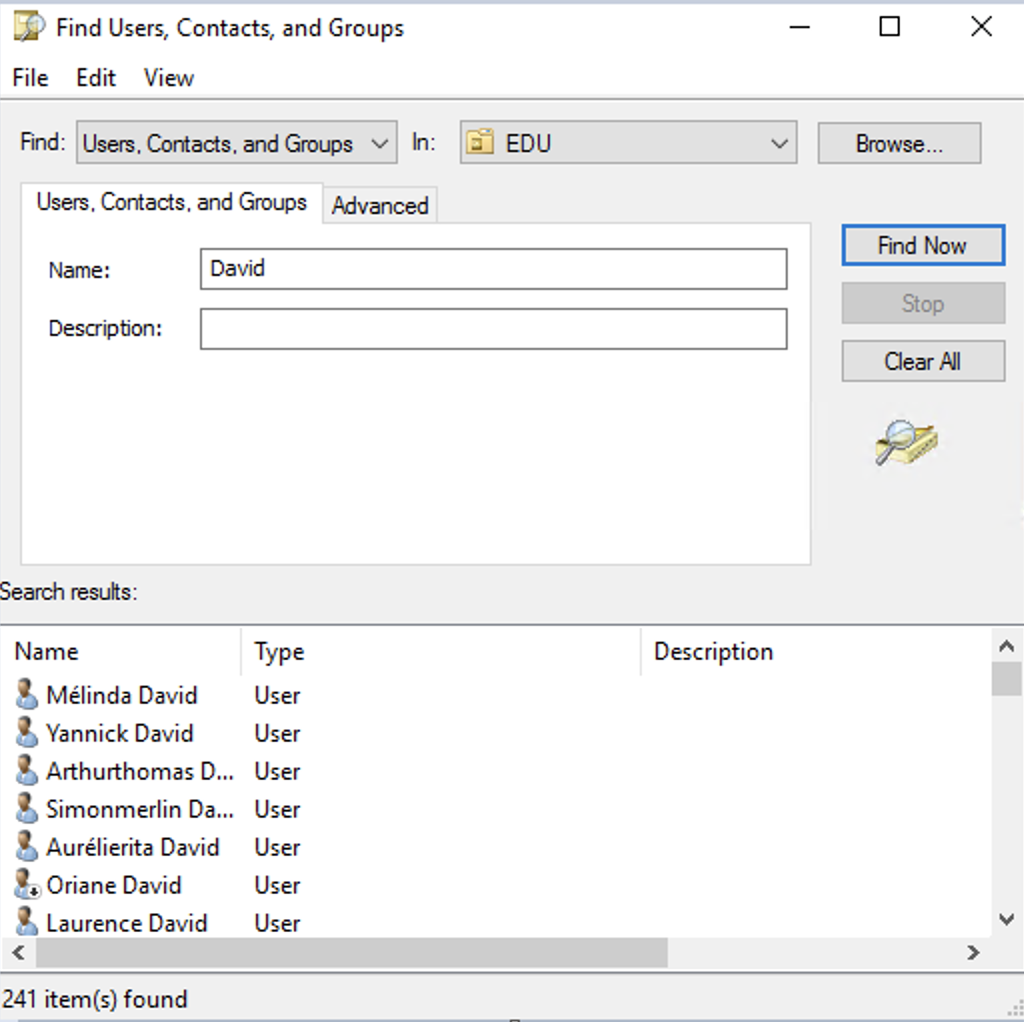 Find Users, Contacts, and Groups
File Edit View
Find: Users, Contacts, and Groups In: EDU Browse...
Users, Contacts, and Groups Advanced
Name: David
Find Now
Description:
Stop
Clear All
Search results:
Name Type Description
Mélinda David User
Yannick David User
Arthurthomas D... User
Simonmerlin Da... User
Aurélierita David User
Oriane David User
Laurence David User
241 item(s) found